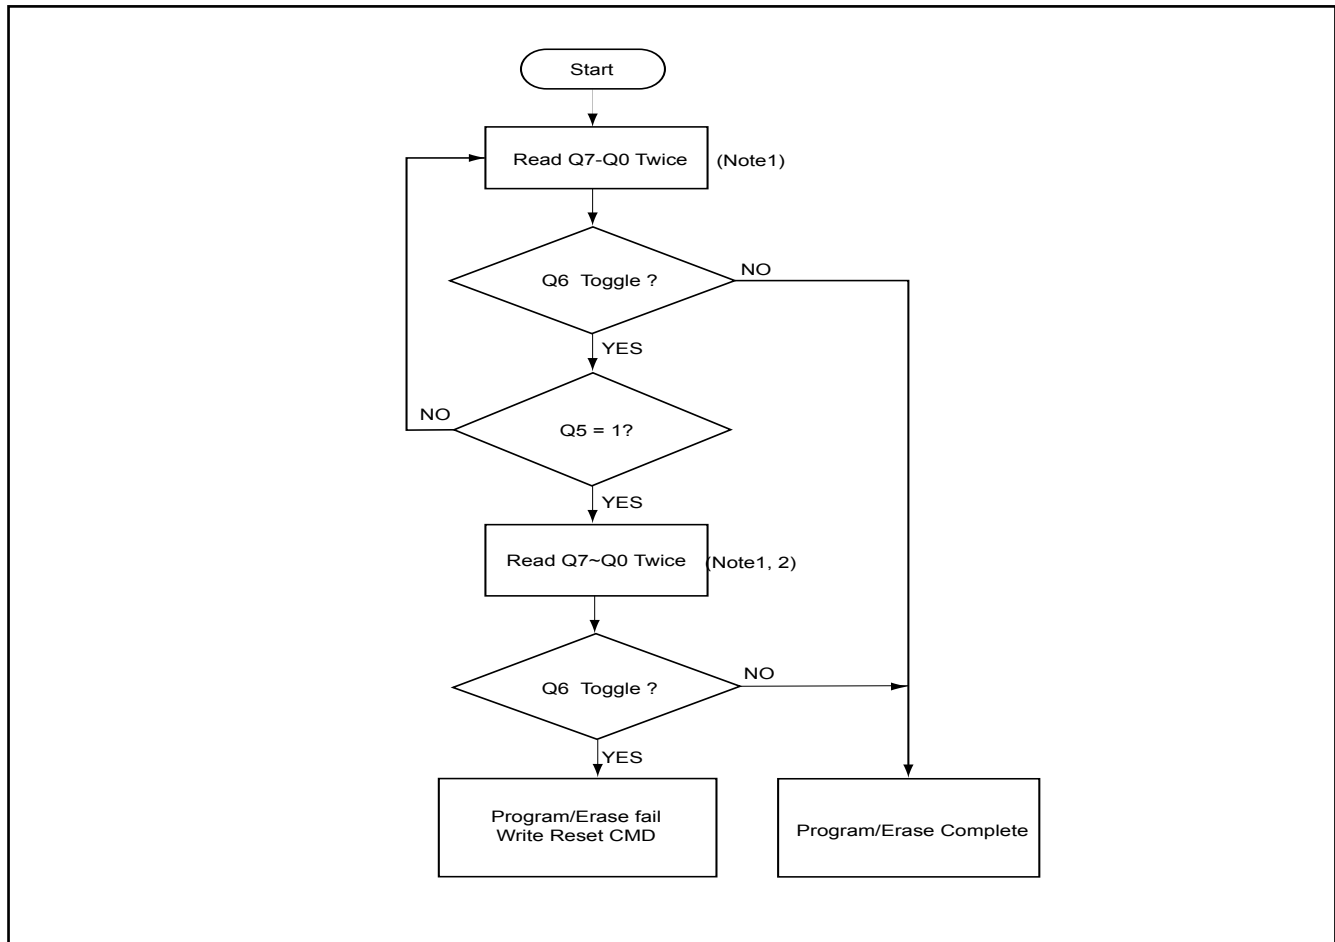 Start
Read Q7-Q0 Twice
(Note1)
Q6 Toggle ?
NO
YES
Q5 = 1?
NO
YES
Read Q7~Q0 Twice
(Note1, 2)
Q6 Toggle ?
NO
YES
Program/Erase fail
Write Reset CMD
Program/Erase Complete